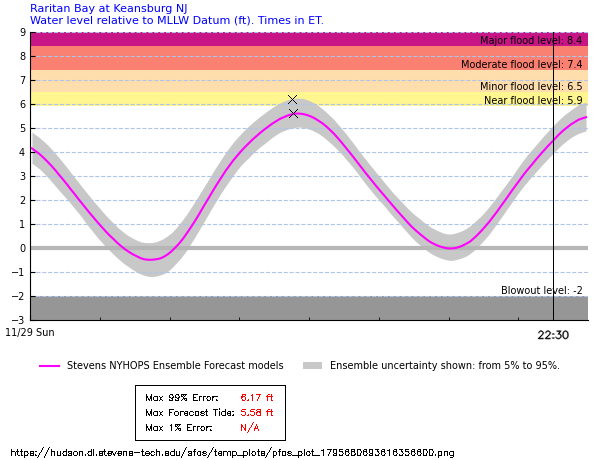 Raritan Bay at Keansburg NJ
Water level relative to MLLW Datum (ft). Times in ET.
9
Major flood level: 8.4
8
Moderate flood level: 7.4
7
Minor flood level: 6.5
Near flood level: 5.9
6
5
4
3
2
1
0
−1
Blowout level: -2
−2
−3
11/29 Sun
22:30
Stevens NYHOPS Ensemble Forecast models
Ensemble uncertainty shown: from 5% to 95%.
Max 99% Error: 6.17 ft
Max Forecast Tide: 5.58 ft
Max 1% Error: N/A
https://hudson.dl.stevens-tech.edu/sfas/temp_plots/pfas_plot_1795680693616356600.png